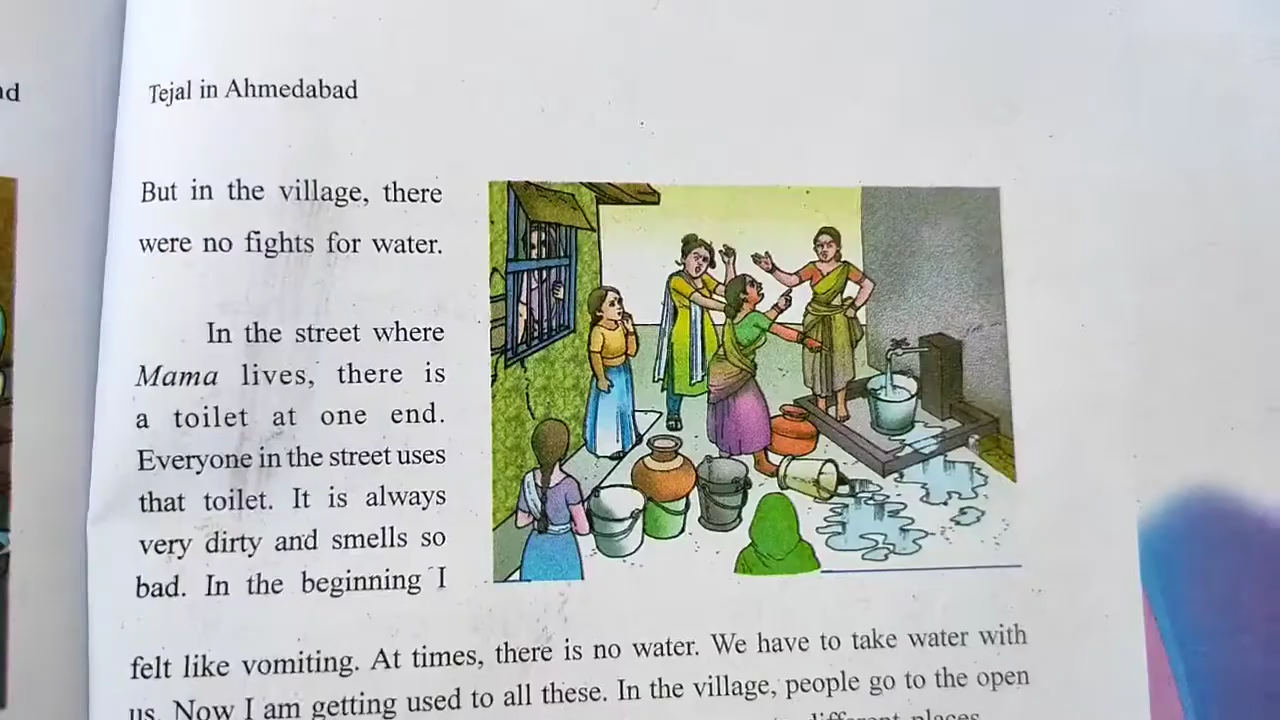 Tejal in Ahmedabad
But in the village, there
were no fights for water.
In the street where
Mama lives, there is
a toilet at one end.
Everyone in the street uses
that toilet. It is always
very dirty and smells so
bad. In the beginning I
felt like vomiting. At times, there is no water. We have to take water with
us. Now I am getting used to all these. In the village, people go to the open
different places